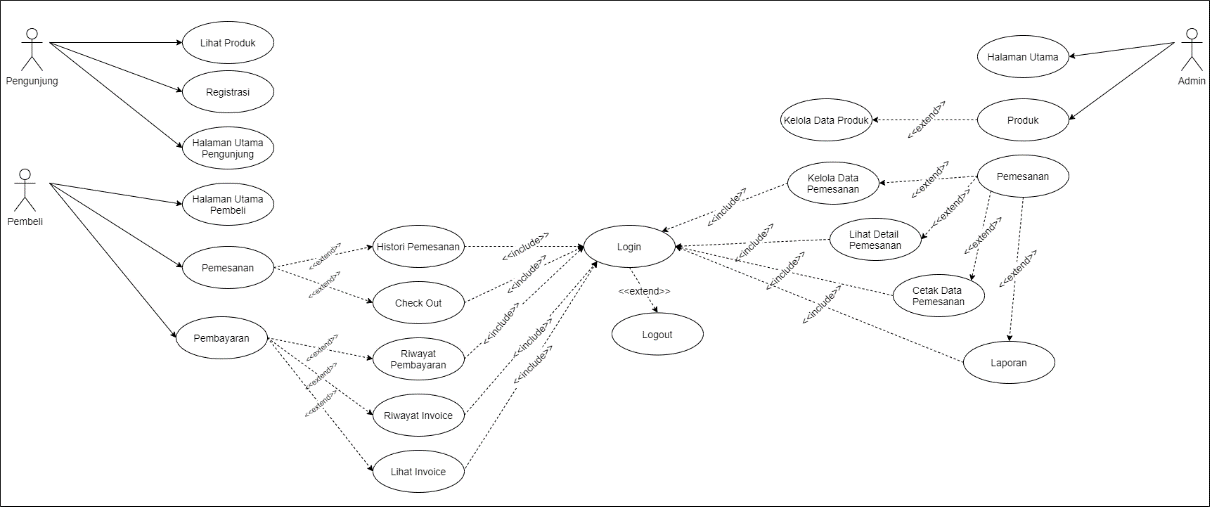 Pengunjung
Lihat Produk
Registrasi
Halaman Utama
Pengunjung
Pembeli
Halaman Utama
Pembeli
Pemesanan
Pembayaran
<<extend>>
<<extend>>
<<extend>>
<<extend>>
<<extend>>
Histori Pemesanan
Check Out
Riwayat
Pembayaran
Riwayat Invoice
Lihat Invoice
<<include>>
<<include>>
<<include>>
<<include>>
<<include>>
Login
<<extend>>
Logout
<<include>>
<<include>>
<<include>>
<<include>>
Kelola Data Produk
Kelola Data
Pemesanan
Lihat Detail
Pemesanan
Cetak Data
Pemesanan
Laporan
<<extend>>
<<extend>>
<<extend>>
<<extend>>
<<extend>>
Halaman Utama
Produk
Pemesanan
Admin